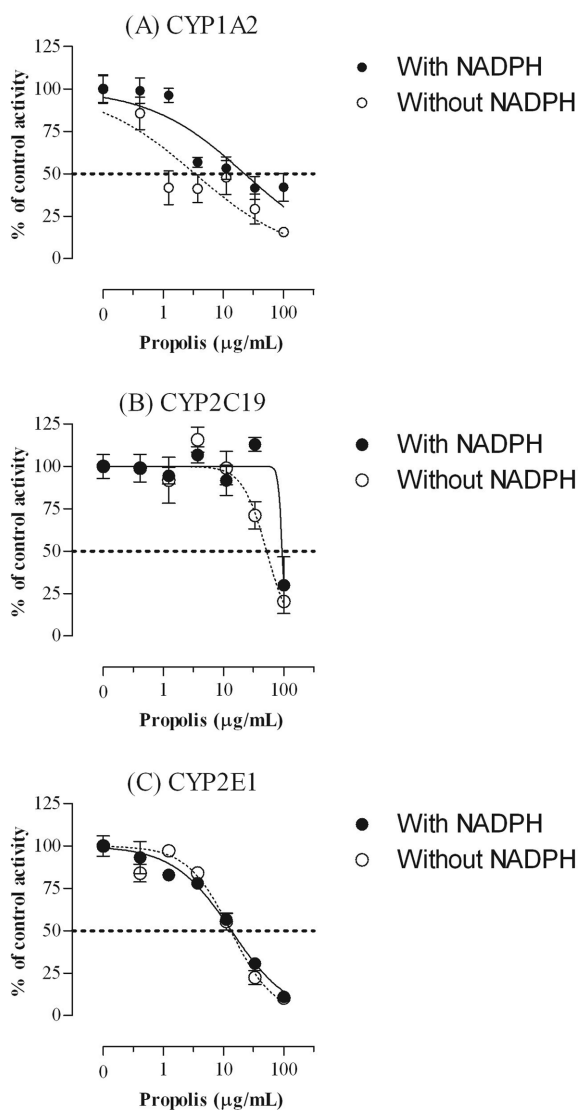 (A) CYP1A2
% of control activity
125
100
75
50
25
0
0
1
10
100
Propolis (μg/mL)
With NADPH
Without NADPH
(B) CYP2C19
% of control activity
125
100
75
50
25
0
0
1
10
100
Propolis (μg/mL)
With NADPH
Without NADPH
(C) CYP2E1
% of control activity
125
100
75
50
25
0
0
1
10
100
Propolis (μg/mL)
With NADPH
Without NADPH